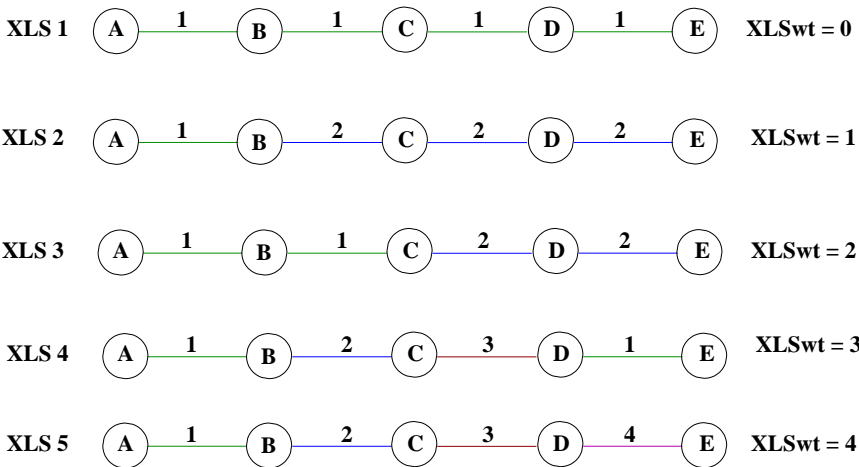 XLS 1 A 1 B 1 C 1 D 1 E XLSwt = 0
XLS 2 A 1 B 2 C 2 D 2 E XLSwt = 1
XLS 3 A 1 B 1 C 2 D 2 E XLSwt = 2
XLS 4 A 1 B 2 C 3 D 1 E XLSwt = 3
XLS 5 A 1 B 2 C 3 D 4 E XLSwt = 4